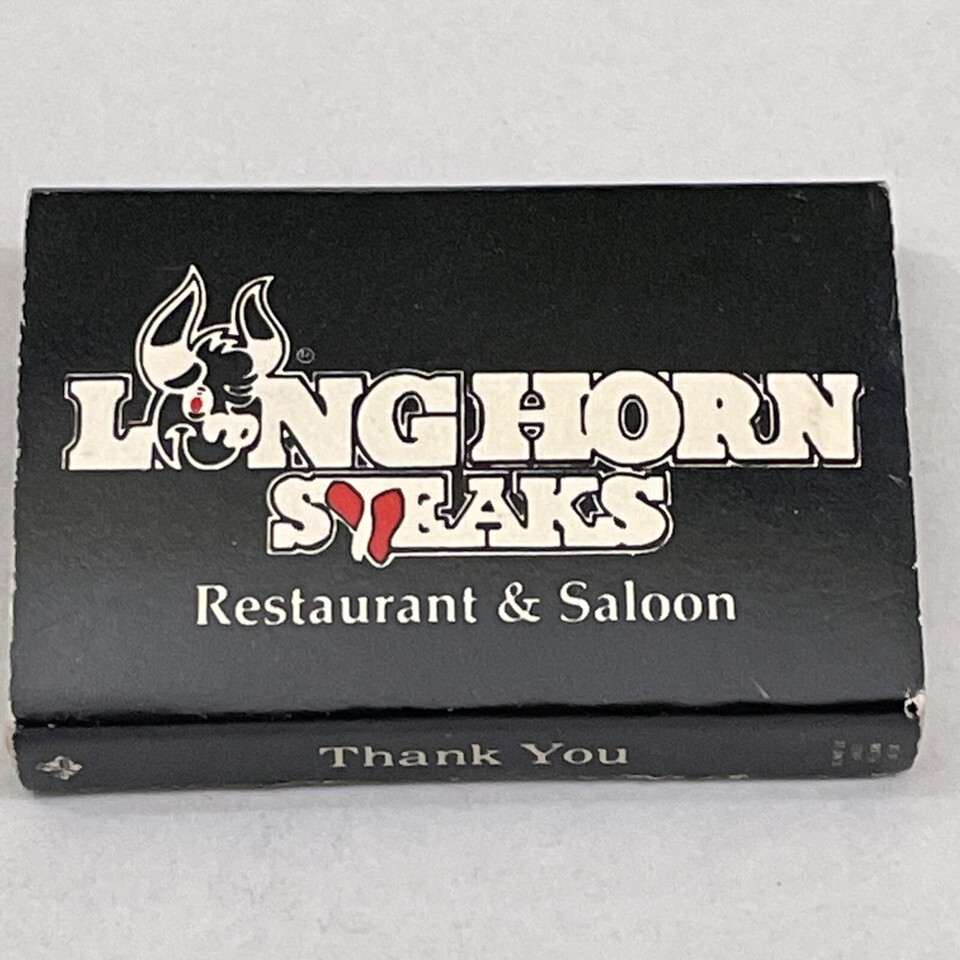 LONGHORN
STEAKS
Restaurant & Saloon
Thank You